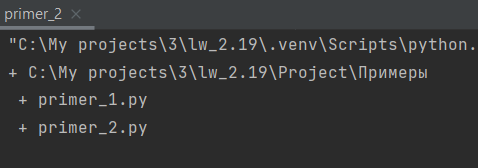 primer_2
"C:\My projects\3\lw_2.19\.venv\Scripts\python.
+ C:\My projects\3\lw_2.19\Project\Примеры
+ primer_1.py
+ primer_2.py